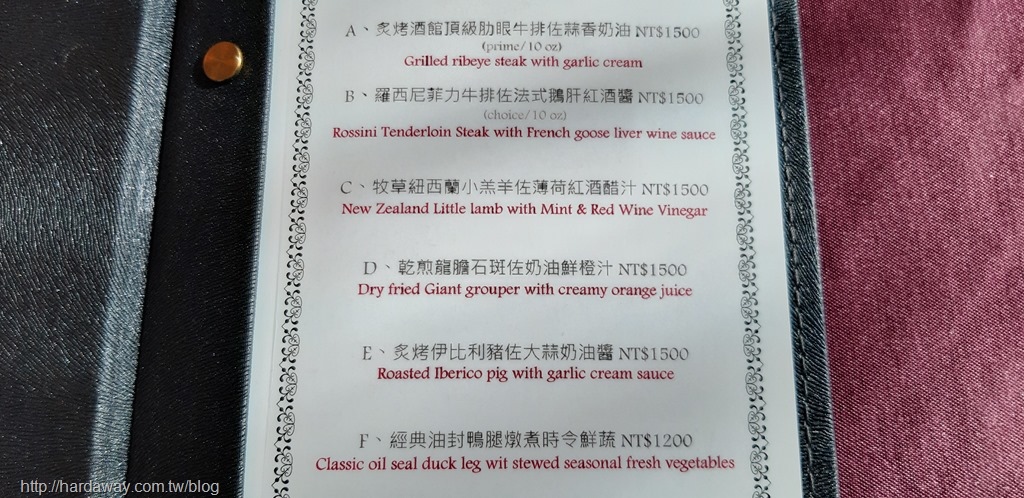 A、炙烤酒館頂級肋眼牛排佐蒜香奶油 NT$1500
(prime/10 oz)
Grilled ribeye steak with garlic cream
B、羅西尼菲力牛排佐法式鵝肝紅酒醬 NT$1500
(choice/10 oz)
Rossini Tenderloin Steak with French goose liver wine sauce
C、牧草紐西蘭小羔羊佐薄荷紅酒醋汁 NT$1500
New Zealand Little lamb with Mint & Red Wine Vinegar
D、乾煎龍膽石斑佐奶油鮮橙汁 NT$1500
Dry fried Giant grouper with creamy orange juice
E、炙烤伊比利豬佐大蒜奶油醬 NT$1500
Roasted Iberico pig with garlic cream sauce
F、經典油封鴨腿燉煮時令鮮蔬 NT$1200
Classic oil seal duck leg wit stewed seasonal fresh vegetables
http://hardaway.com.tw/blog